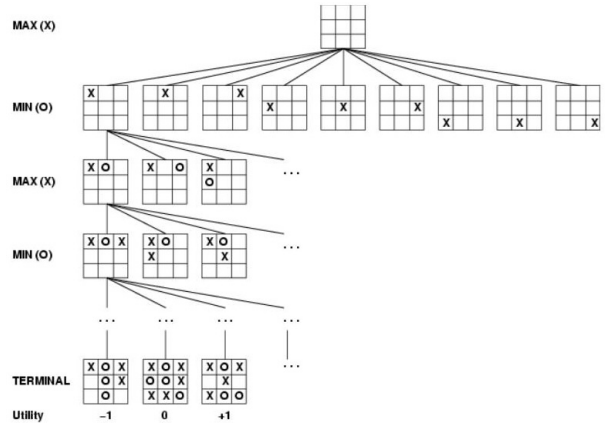 MAX (X)
X X X
MIN (O) X X X
X X X
X O X O X
...
MAX (X) O
X O X X O X O
...
MIN (O) X X
... ... ... ...
X O X X O X X O X
...
TERMINAL O X O O X X
O X X O X O O
Utility −1 0 +1